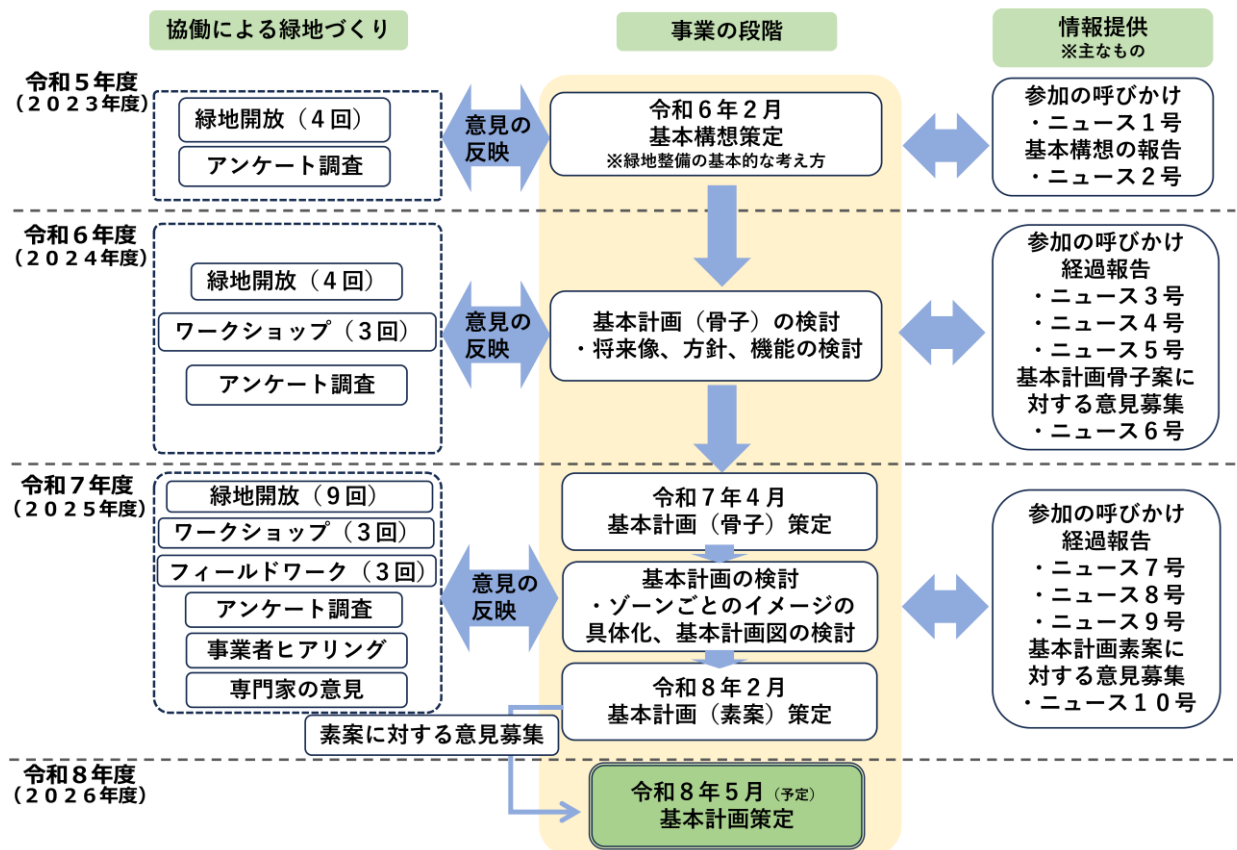 協働による緑地づくり
事業の段階
情報提供
※主なもの
令和５年度
（２０２３年度）
緑地開放（４回）
アンケート調査
意見の
反映
令和６年２月
基本構想策定
※緑地整備の基本的な考え方
参加の呼びかけ
・ニュース１号
基本構想の報告
・ニュース２号
令和６年度
（２０２４年度）
緑地開放（４回）
ワークショップ（３回）
アンケート調査
意見の
反映
基本計画（骨子）の検討
・将来像、方針、機能の検討
参加の呼びかけ
経過報告
・ニュース３号
・ニュース４号
・ニュース５号
基本計画骨子案に
対する意見募集
・ニュース６号
令和７年度
（２０２５年度）
緑地開放（９回）
ワークショップ（３回）
フィールドワーク（３回）
アンケート調査
事業者ヒアリング
専門家の意見
意見の
反映
令和７年４月
基本計画（骨子）策定
基本計画の検討
・ゾーンごとのイメージの
具体化、基本計画図の検討
令和８年２月
基本計画（素案）策定
参加の呼びかけ
経過報告
・ニュース７号
・ニュース８号
・ニュース９号
基本計画素案に
対する意見募集
・ニュース１０号
素案に対する意見募集
令和８年度
（２０２６年度）
令和８年５月（予定）
基本計画策定